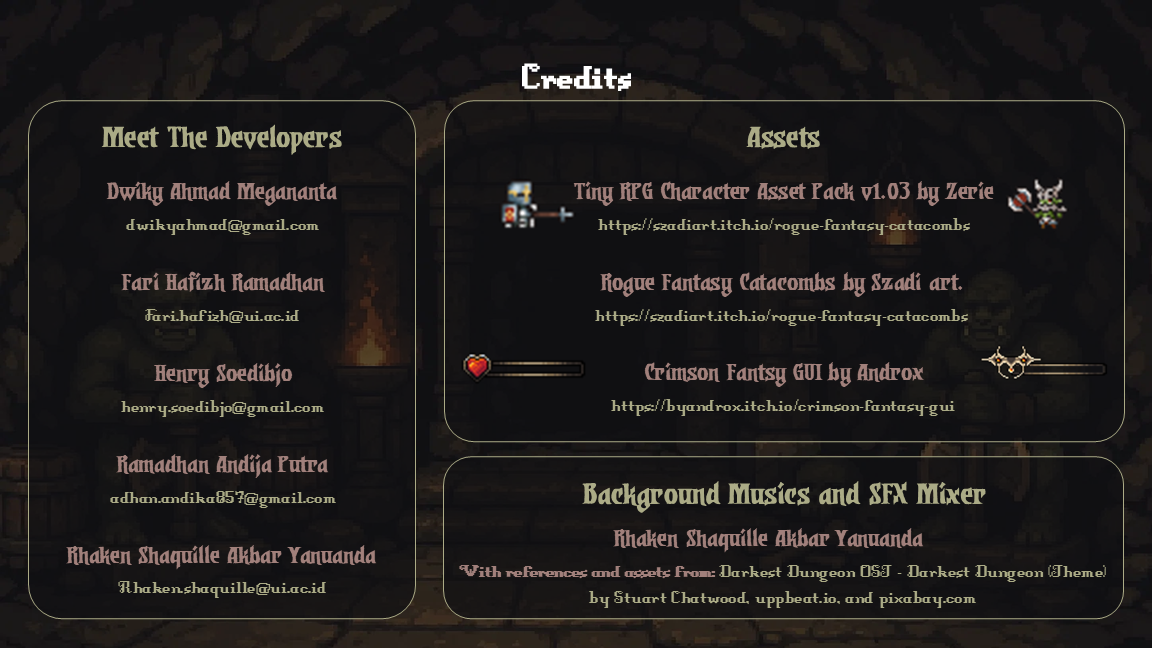 Credits
Meet The Developers
Dwiky Ahmad Megananta
dwikyahmad@gmail.com
Fari Hafizh Ramadhan
Fari.hafizh@ui.ac.id
Henry Soedibjo
henry.soedibjo@gmail.com
Ramadhan Andija Putra
adhan.andika857@gmail.com
Rhaken Shaquille Akbar Yanuanda
Rhaken.shaquille@ui.ac.id
Assets
Tiny RPG Character Asset Pack v1.03 by Zerie
https://szadiart.itch.io/rogue-fantasy-catacombs
Rogue Fantasy Catacombs by Szadi art.
https://szadiart.itch.io/rogue-fantasy-catacombs
Crimson Fantsy GUI by Androx
https://byandrox.itch.io/crimson-fantasy-gui
Background Musics and SFX Mixer
Rhaken Shaquille Akbar Yanuanda
With references and assets from: Darkest Dungeon OST - Darkest Dungeon (Theme)
by Stuart Chatwood, uppbeat.io, and pixabay.com